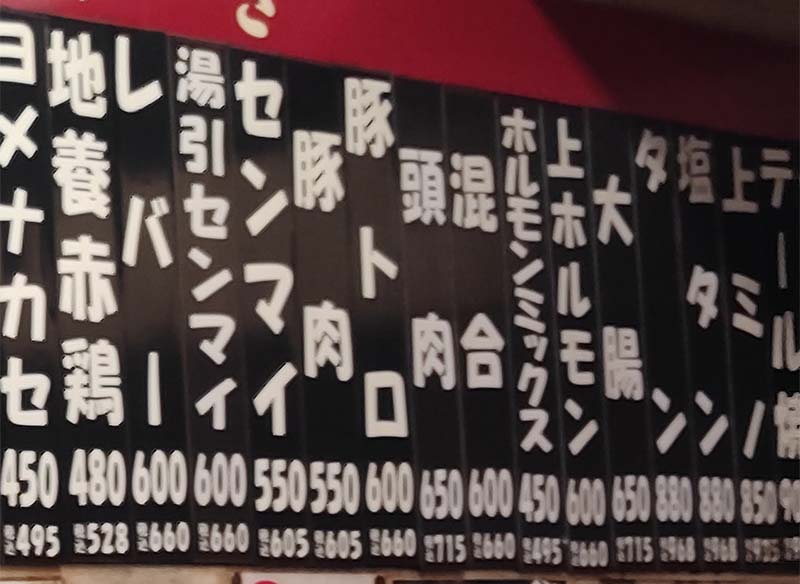 テール焼
上ミノ
850
935
塩タン
880
968
タン
880
968
大腸
650
715
上ホルモン
600
660
ホルモンミックス
450
495
混合
600
660
頭肉
650
715
豚トロ
600
660
豚肉
550
605
センマイ
550
605
湯引センマイ
600
660
レバー
600
660
地養赤鶏
480
528
ヨメナカセ
450
495